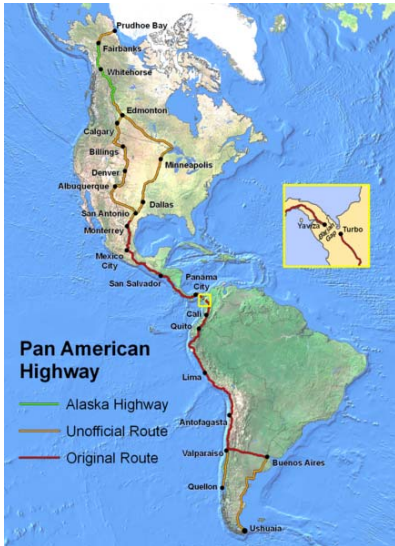 Prudhoe Bay
Fairbanks
Whitehorse
Edmonton
Calgary
Billings
Minneapolis
Denver
Albuquerque
Dallas
San Antonio
Monterrey
Mexico
City
San Salvador
Panama
City
Yaviza
Darien
Gap
Turbo
Cali
Quito
Lima
Antofagasta
Valparaiso
Buenos Aires
Quellon
Ushuaia
Pan American
Highway
Alaska Highway
Unofficial Route
Original Route